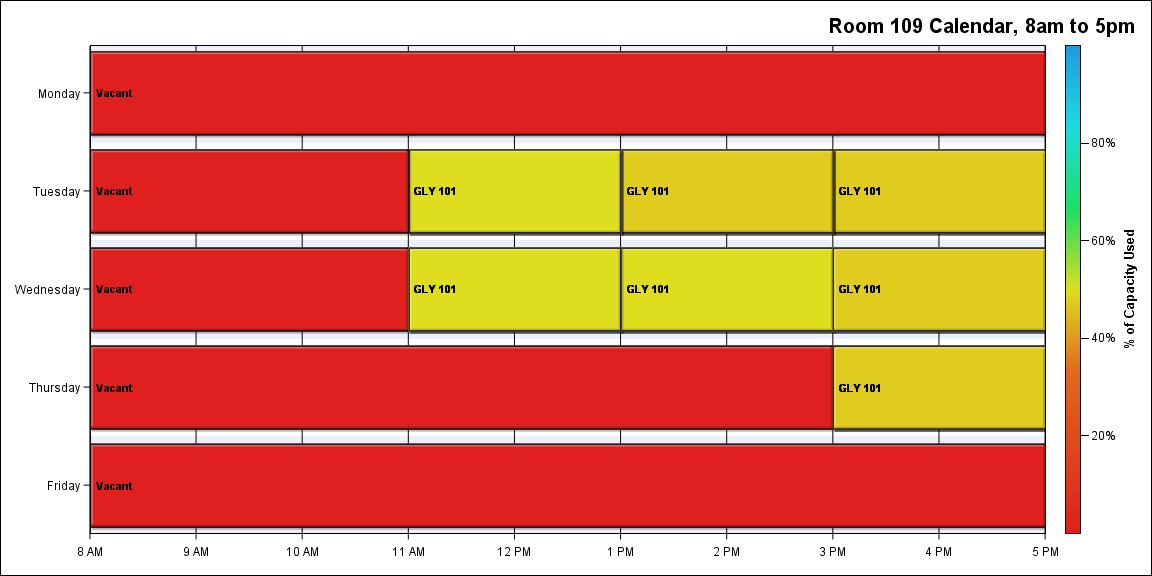 Room 109 Calendar, 8am to 5pm
Monday
Vacant
Tuesday
Vacant
GLY 101
GLY 101
GLY 101
Wednesday
Vacant
GLY 101
GLY 101
GLY 101
Thursday
Vacant
GLY 101
Friday
Vacant
8 AM
9 AM
10 AM
11 AM
12 PM
1 PM
2 PM
3 PM
4 PM
5 PM
80%
60%
40%
20%
% of Capacity Used